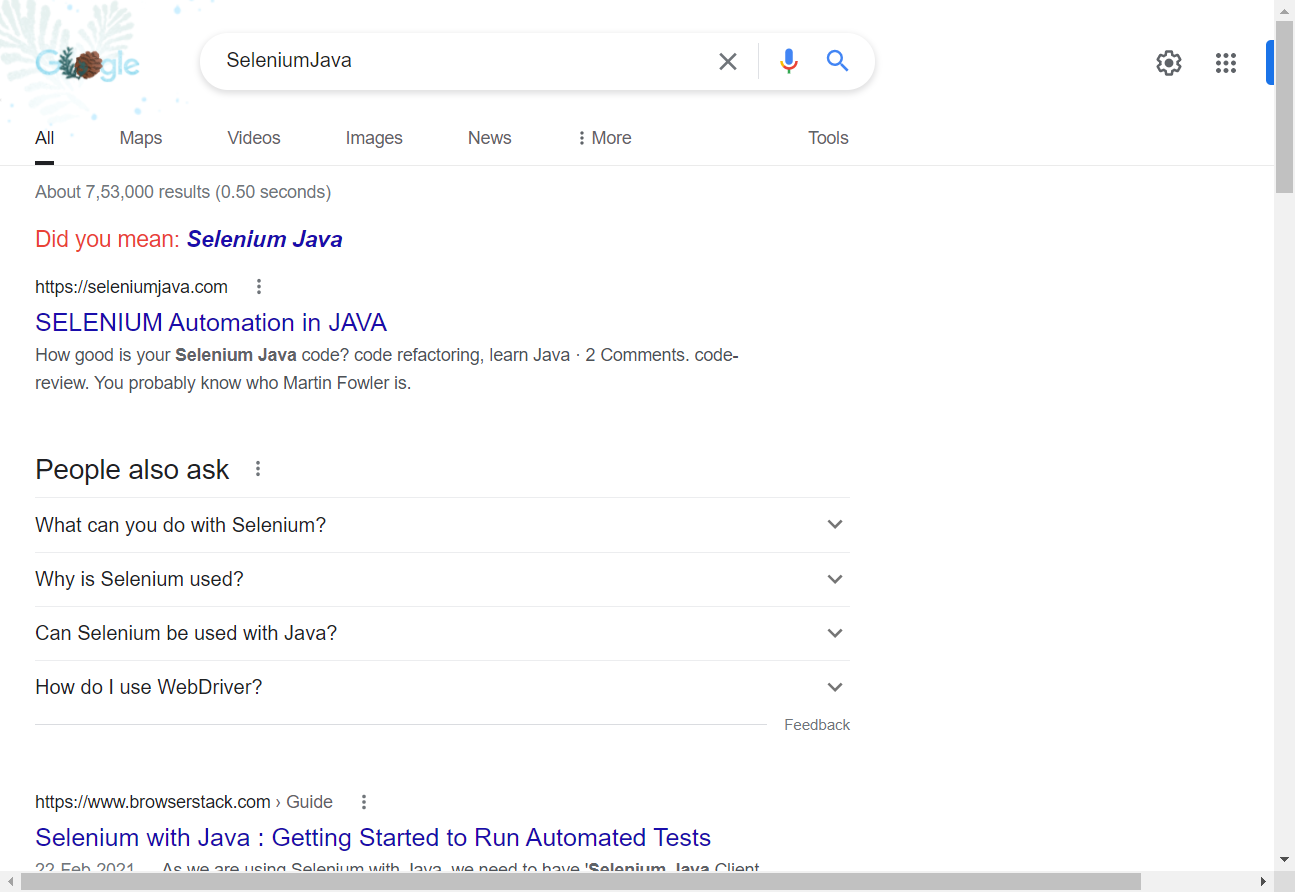 Google
SeleniumJava
All Maps Videos Images News More Tools
About 7,53,000 results (0.50 seconds)
Did you mean: Selenium Java
https://seleniumjava.com
SELENIUM Automation in JAVA
How good is your Selenium Java code? code refactoring, learn Java · 2 Comments. code-
review. You probably know who Martin Fowler is.
People also ask
What can you do with Selenium?
Why is Selenium used?
Can Selenium be used with Java?
How do I use WebDriver?
Feedback
https://www.browserstack.com › Guide
Selenium with Java : Getting Started to Run Automated Tests
22 Feb 2021 As we are using Selenium with Java, we need to have 'Selenium Java Client